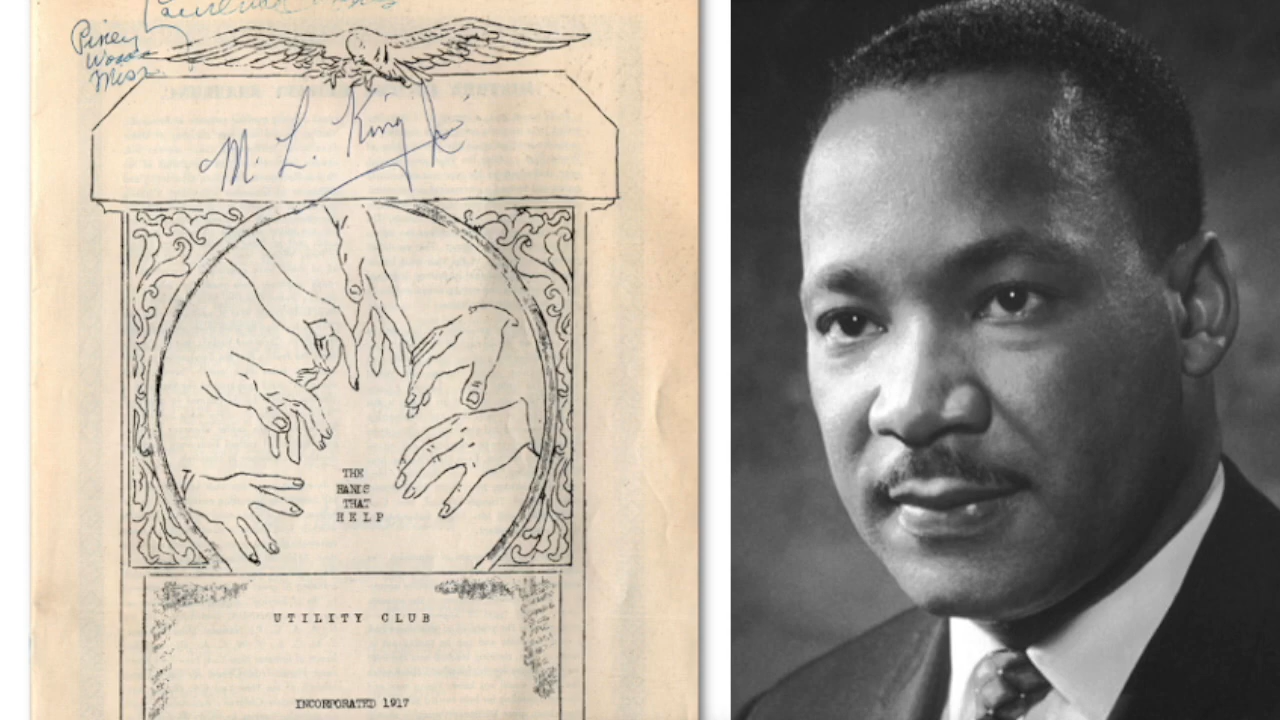 Piney
Woods
Miss
M. L. King Jr
THE
HANDS
THAT
HELP
UTILITY CLUB
INCORPORATED 1917